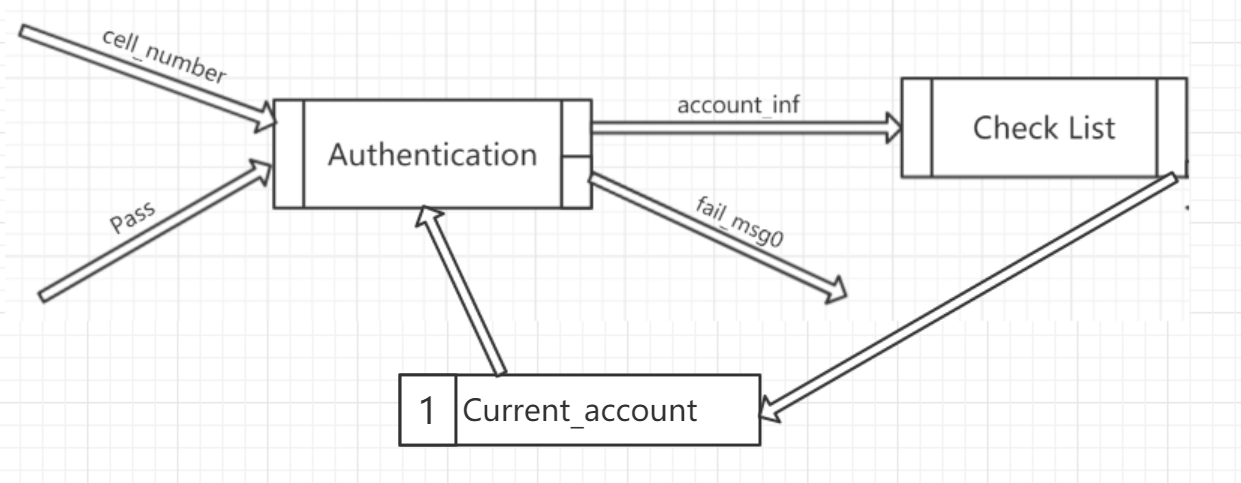 cell_number
account_inf
Check List
Authentication
Pass
fail_msg0
1 Current_account